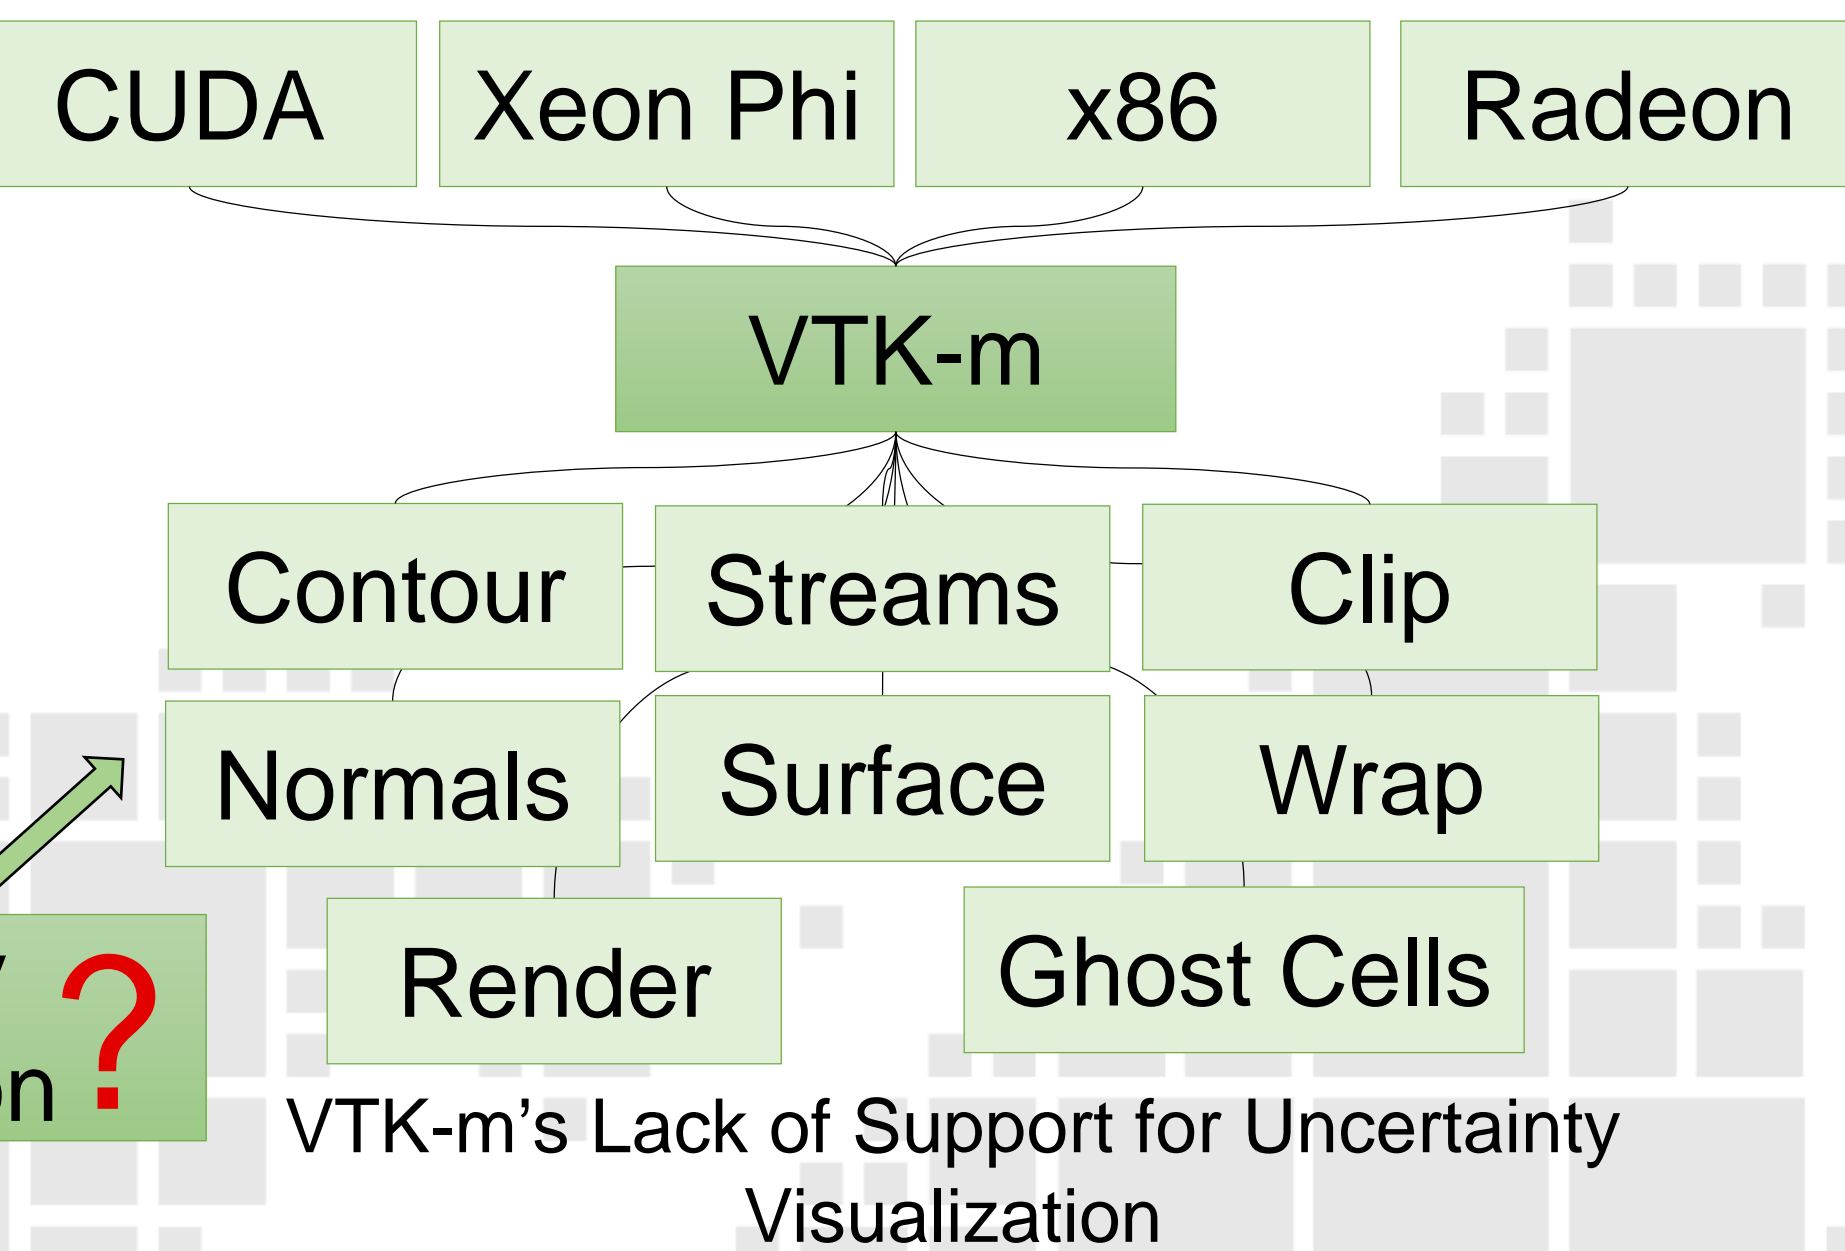 CUDA
Xeon Phi
x86
Radeon
VTK-m
Contour
Streams
Clip
Normals
Surface
Wrap
Render
Ghost Cells
?
VTK-m’s Lack of Support for Uncertainty
Visualization